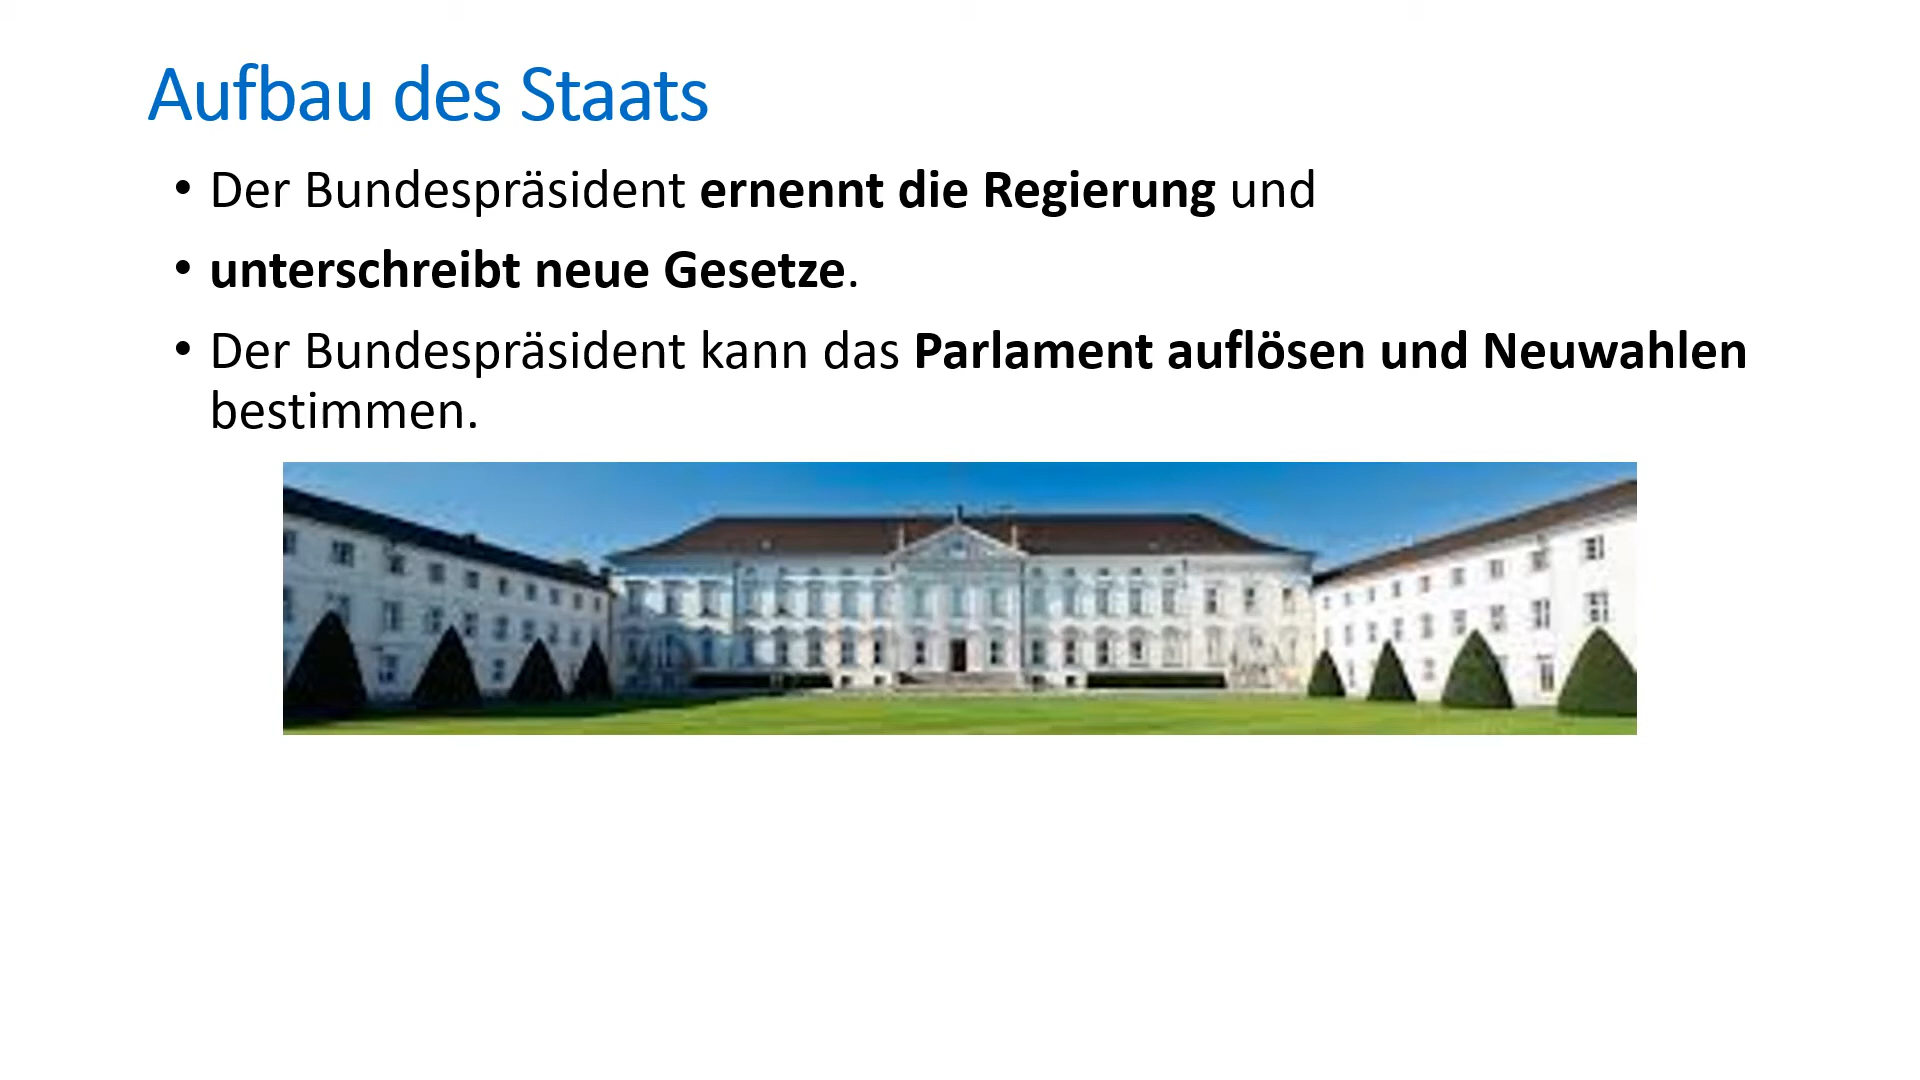 Aufbau des Staats
• Der Bundespräsident ernennt die Regierung und
• unterschreibt neue Gesetze.
• Der Bundespräsident kann das Parlament auflösen und Neuwahlen
bestimmen.